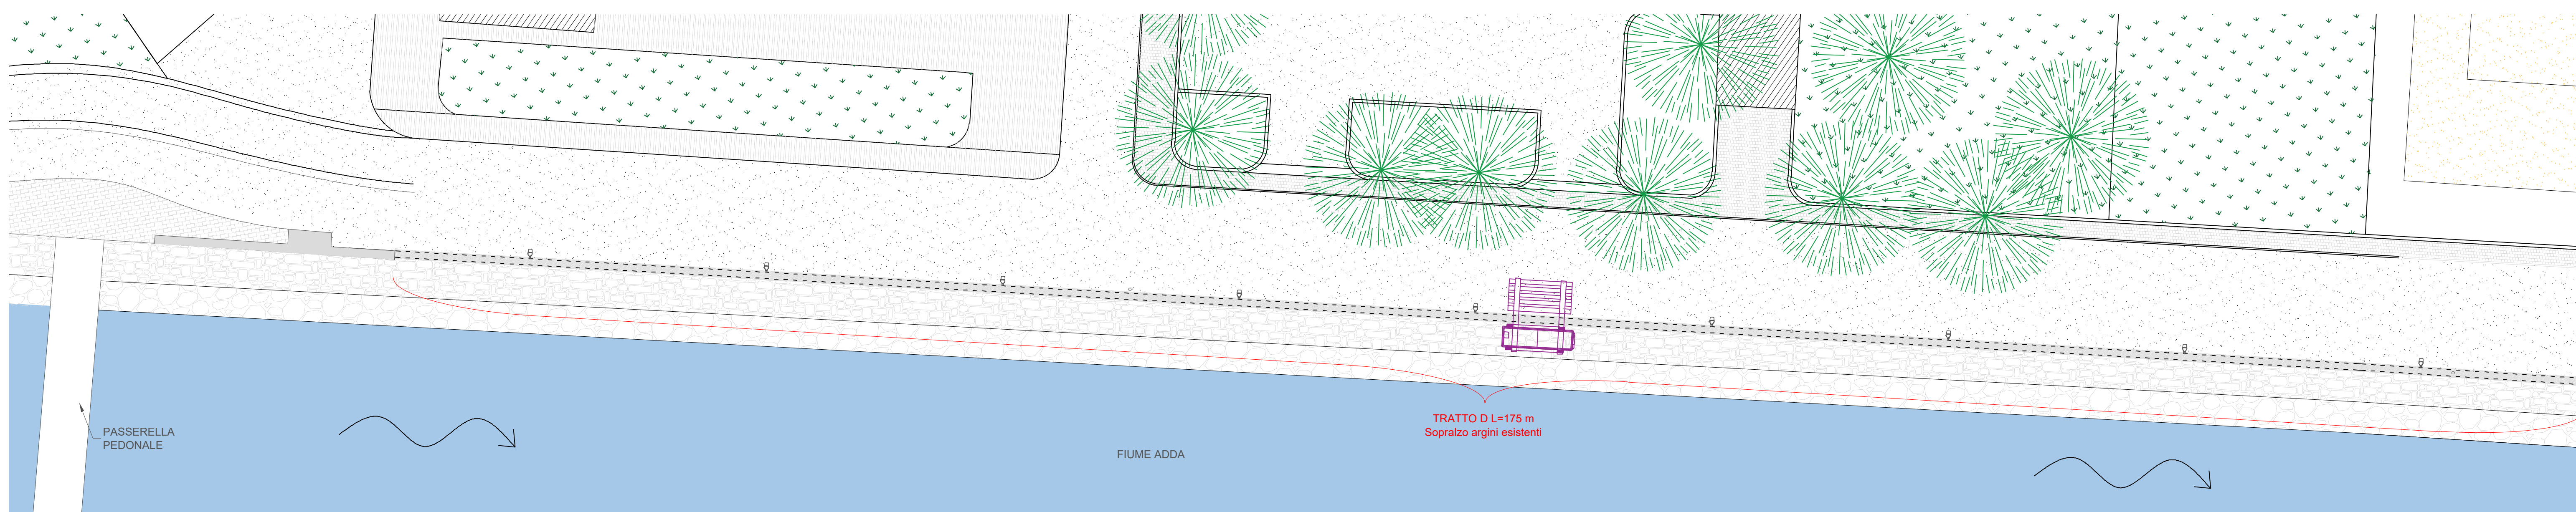 PASSERELLA
PEDONALE
FIUME ADDA
TRATTO D L=175 m
Sopralzo argini esistenti